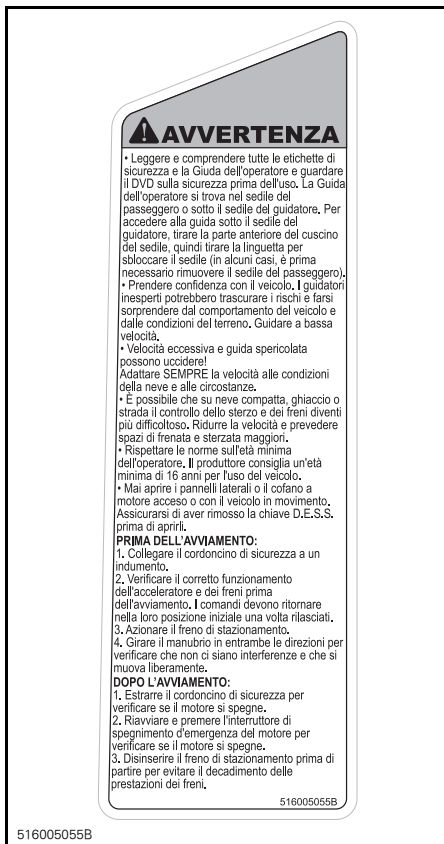 AVVERTENZA
• Leggere e comprendere tutte le etichette di
sicurezza e la Giuda dell'operatore e guardare
il DVD sulla sicurezza prima dell'uso. La Guida
dell'operatore si trova nel sedile del
passeggero o sotto il sedile del guidatore. Per
accedere alla guida sotto il sedile del
guidatore, tirare la parte anteriore del cuscino
del sedile, quindi tirare la linguetta per
sbloccare il sedile (in alcuni casi, è prima
necessario rimuovere il sedile del passeggero).
• Prendere confidenza con il veicolo. I guidatori
inesperti potrebbero trascurare i rischi e farsi
sorprendere dal comportamento del veicolo e
dalle condizioni del terreno. Guidare a bassa
velocità.
• Velocità eccessiva e guida spericolata
possono uccidere!
Adattare SEMPRE la velocità alle condizioni
della neve e alle circostanze.
• È possibile che su neve compatta, ghiaccio o
strada il controllo dello sterzo e dei freni diventi
più difficoltoso. Ridurre la velocità e prevedere
spazi di frenata e sterzata maggiori.
• Rispettare le norme sull'età minima
dell'operatore. Il produttore consiglia un'età
minima di 16 anni per l'uso del veicolo.
• Mai aprire i pannelli laterali o il cofano a
motore acceso o con il veicolo in movimento.
Assicurarsi di aver rimosso la chiave D.E.S.S.
prima di aprirli.
PRIMA DELL'AVVIAMENTO:
1. Collegare il cordoncino di sicurezza a un
indumento.
2. Verificare il corretto funzionamento
dell'acceleratore e dei freni prima
dell'avviamento. I comandi devono ritornare
nella loro posizione iniziale una volta rilasciati.
3. Azionare il freno di stazionamento.
4. Girare il manubrio in entrambe le direzioni per
verificare che non ci siano interferenze e che si
muova liberamente.
DOPO L'AVVIAMENTO:
1. Estrarre il cordoncino di sicurezza per
verificare se il motore si spegne.
2. Riavviare e premere l'interruttore di
spegnimento d'emergenza del motore per
verificare se il motore si spegne.
3. Disinserire il freno di stazionamento prima di
partire per evitare il decadimento delle
prestazioni dei freni.
516005055B
516005055B